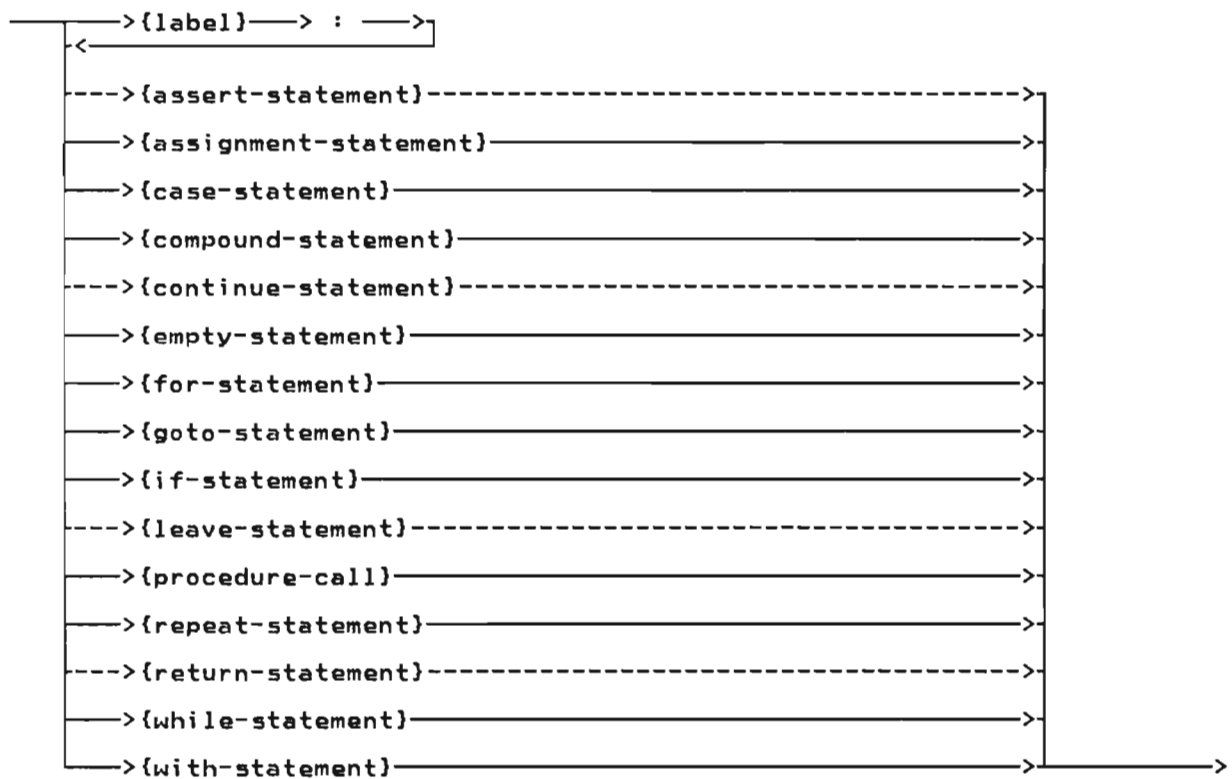 {label} :
{assert-statement}
{assignment-statement}
{case-statement}
{compound-statement}
{continue-statement}
{empty-statement}
{for-statement}
{goto-statement}
{if-statement}
{leave-statement}
{procedure-call}
{repeat-statement}
{return-statement}
{while-statement}
{with-statement}